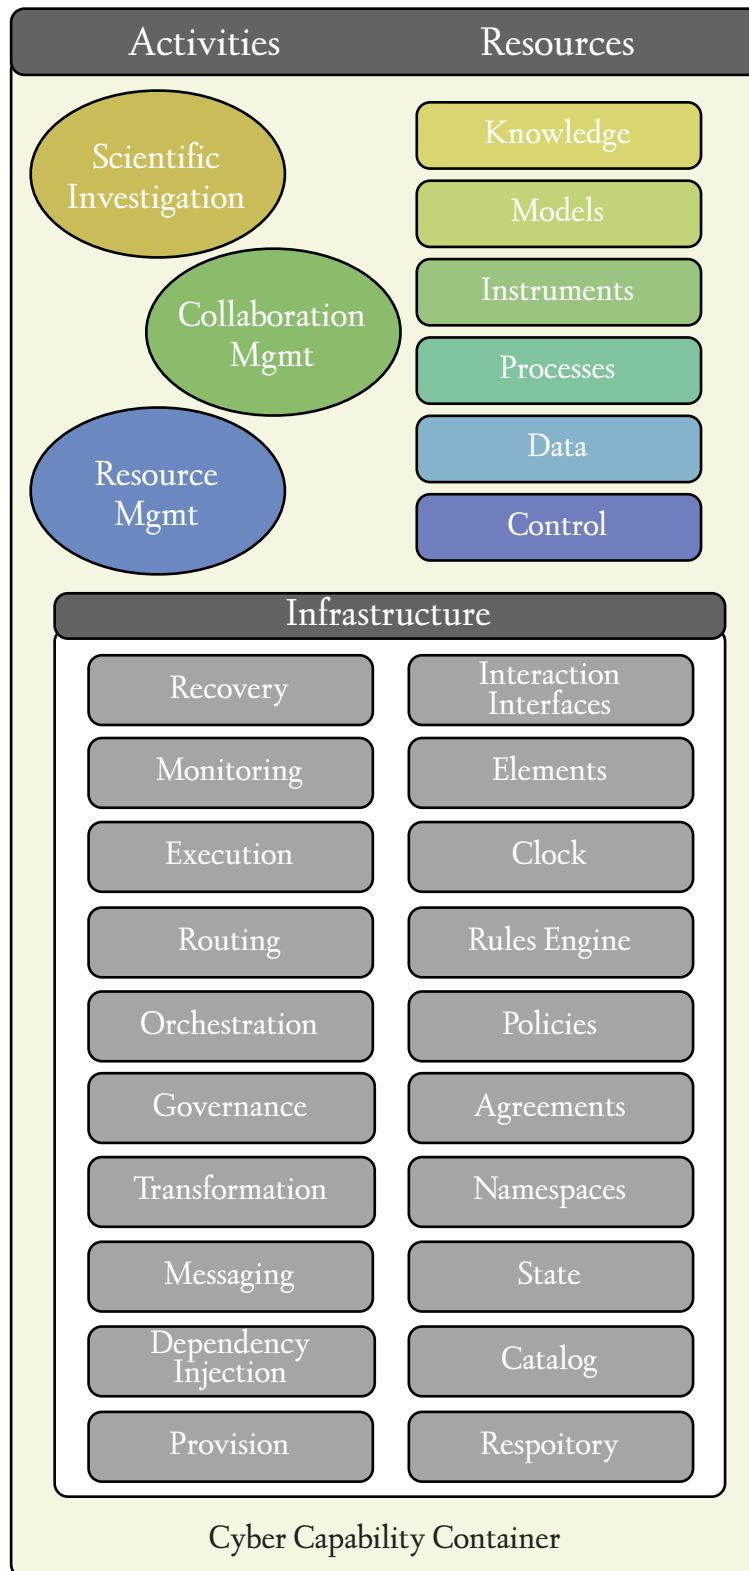 Activities Resources
Scientific
Investigation
Collaboration
Mgmt
Resource
Mgmt
Knowledge
Models
Instruments
Processes
Data
Control
Infrastructure
Recovery
Monitoring
Execution
Routing
Orchestration
Governance
Transformation
Messaging
Dependency
Injection
Provision
Interaction
Interfaces
Elements
Clock
Rules Engine
Policies
Agreements
Namespaces
State
Catalog
Respoitory
Cyber Capability Container